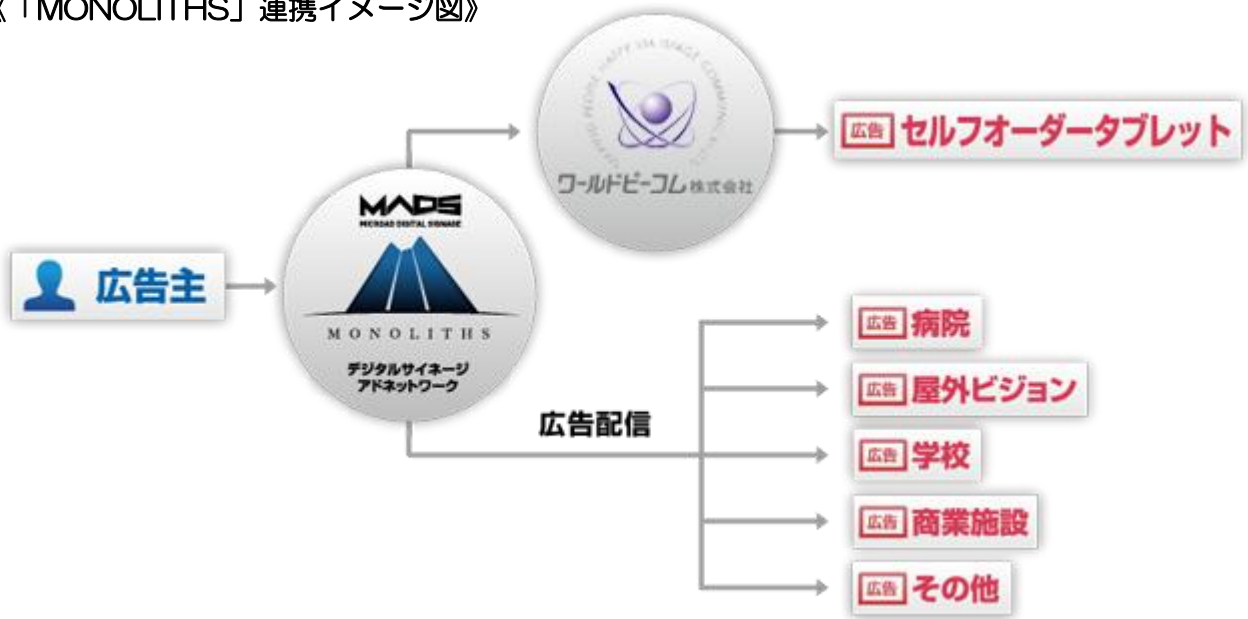 《「MONOLITHS」連携イメージ図》
ワールドピーコム株式会社
広告 セルフオーダータブレット
MADS
MICROAD DIGITAL SIGNAGE
広告主
MONOLITHS
デジタルサイネージ
アドネットワーク
広告配信
広告 病院
広告 屋外ビジョン
広告 学校
広告 商業施設
広告 その他